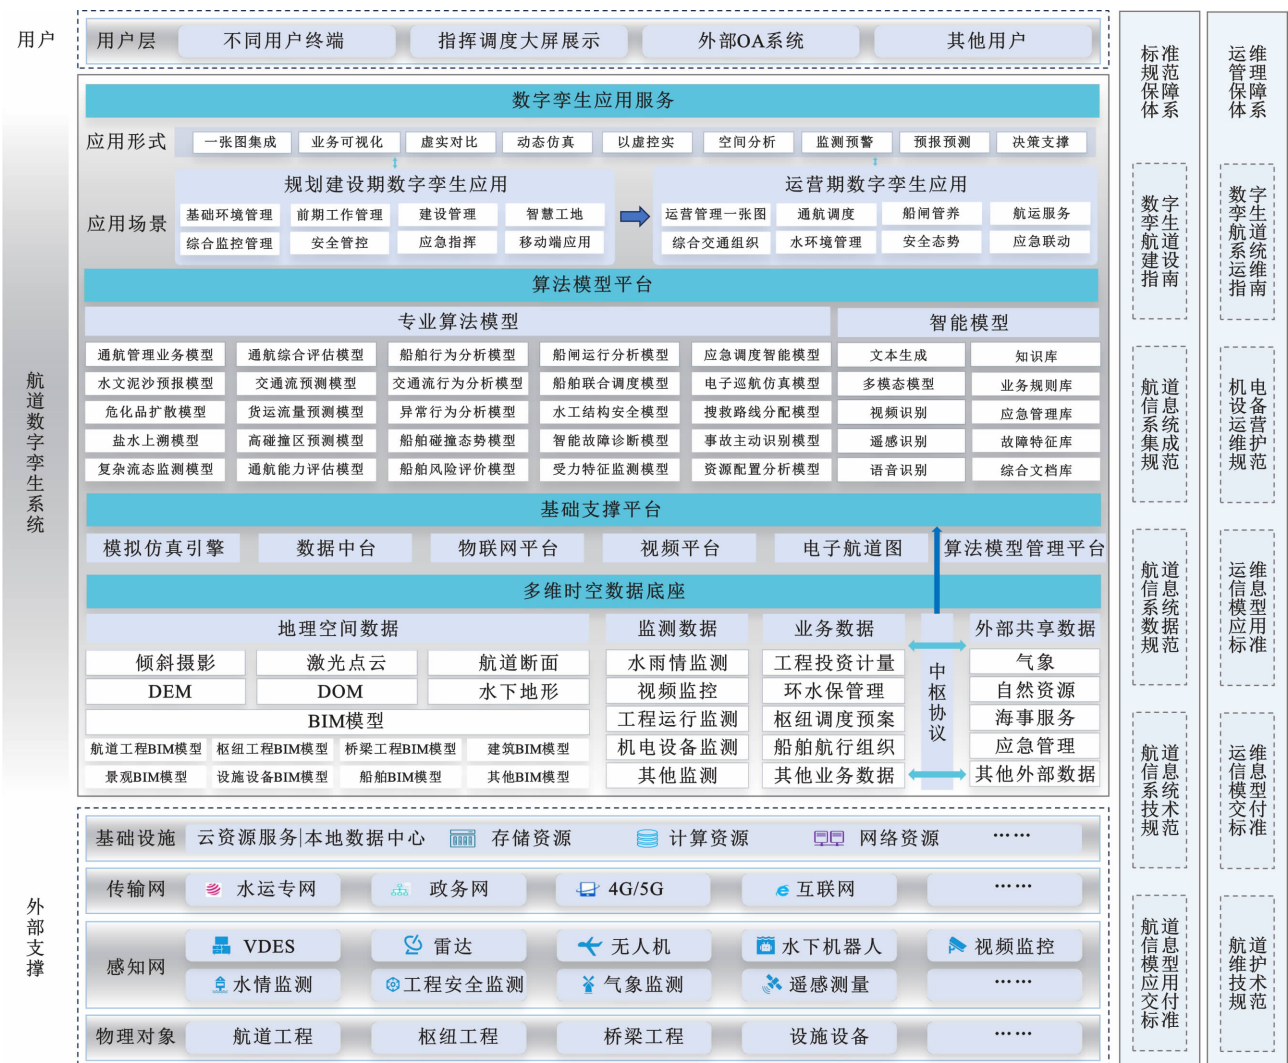 用户
用户层
不同用户终端
指挥调度大屏展示
外部OA系统
其他用户
航道数字孪生系统
数字孪生应用服务
应用形式
一张图集成
业务可视化
虚实对比
动态仿真
以虚控实
空间分析
监测预警
预报预测
决策支撑
应用场景
规划建设期数字孪生应用
基础环境管理
前期工作管理
建设管理
智慧工地
综合监控管理
安全管控
应急指挥
移动端应用
运营期数字孪生应用
运营管理一张图
通航调度
船闸管养
航运服务
综合交通组织
水环境管理
安全态势
应急联动
算法模型平台
专业算法模型
智能模型
通航管理业务模型
通航综合评估模型
船舶行为分析模型
船闸运行分析模型
应急调度智能模型
文本生成
知识库
水文泥沙预报模型
交通流预测模型
交通流行为分析模型
船舶联合调度模型
电子巡航仿真模型
多模态模型
业务规则库
危化品扩散模型
货运流量预测模型
异常行为分析模型
水工结构安全模型
搜救路线分配模型
视频识别
应急管理库
盐水上溯模型
高碰撞区预测模型
船舶碰撞态势模型
智能故障诊断模型
事故主动识别模型
遥感识别
故障特征库
复杂流态监测模型
通航能力评估模型
船舶风险评价模型
受力特征监测模型
资源配置分析模型
语音识别
综合文档库
基础支撑平台
模拟仿真引擎
数据中台
物联网平台
视频平台
电子航道图
算法模型管理平台
多维时空数据底座
地理空间数据
监测数据
业务数据
中枢协议
外部共享数据
倾斜摄影
激光点云
航道断面
水雨情监测
工程投资计量
气象
DEM
DOM
水下地形
视频监控
环水保管理
自然资源
BIM模型
工程运行监测
枢纽调度预案
海事服务
航道工程BIM模型
枢纽工程BIM模型
桥梁工程BIM模型
建筑BIM模型
机电设备监测
船舶航行组织
应急管理
景观BIM模型
设施设备BIM模型
船舶BIM模型
其他BIM模型
其他监测
其他业务数据
其他外部数据
外部支撑
基础设施
云资源服务|本地数据中心
存储资源
计算资源
网络资源
……
传输网
水运专网
政务网
4G/5G
互联网
……
感知网
VDES
雷达
无人机
水下机器人
视频监控
水情监测
工程安全监测
气象监测
遥感测量
……
物理对象
航道工程
枢纽工程
桥梁工程
设施设备
……
标准规范保障体系
数字孪生航道建设指南
航道信息系统集成规范
航道信息系统数据规范
航道信息系统技术规范
航道信息模型应用交付标准
运维管理保障体系
数字孪生航道系统运维指南
机电设备运营维护规范
运维信息模型应用标准
运维信息模型交付标准
航道维护技术规范